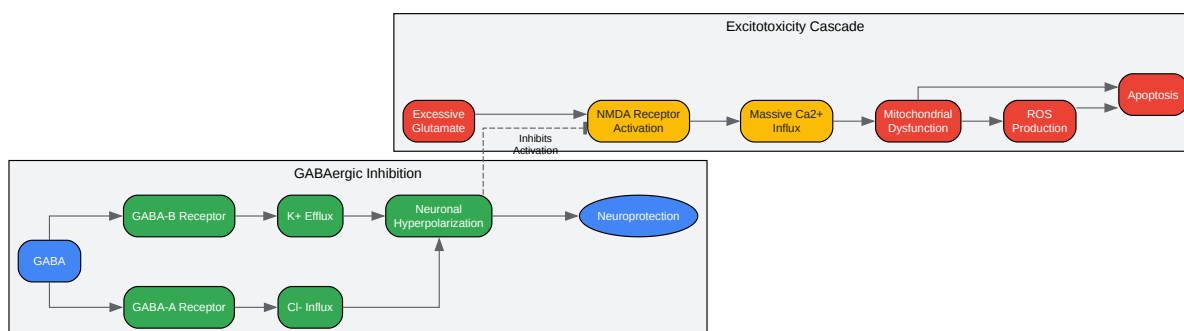 Excitotoxicity Cascade
Excessive
Glutamate
NMDA Receptor
Activation
Massive Ca2+
Influx
Mitochondrial
Dysfunction
ROS
Production
Apoptosis
Inhibits
Activation
GABAergic Inhibition
GABA
GABA-B Receptor
K+ Efflux
Neuronal
Hyperpolarization
Neuroprotection
GABA-A Receptor
Cl- Influx